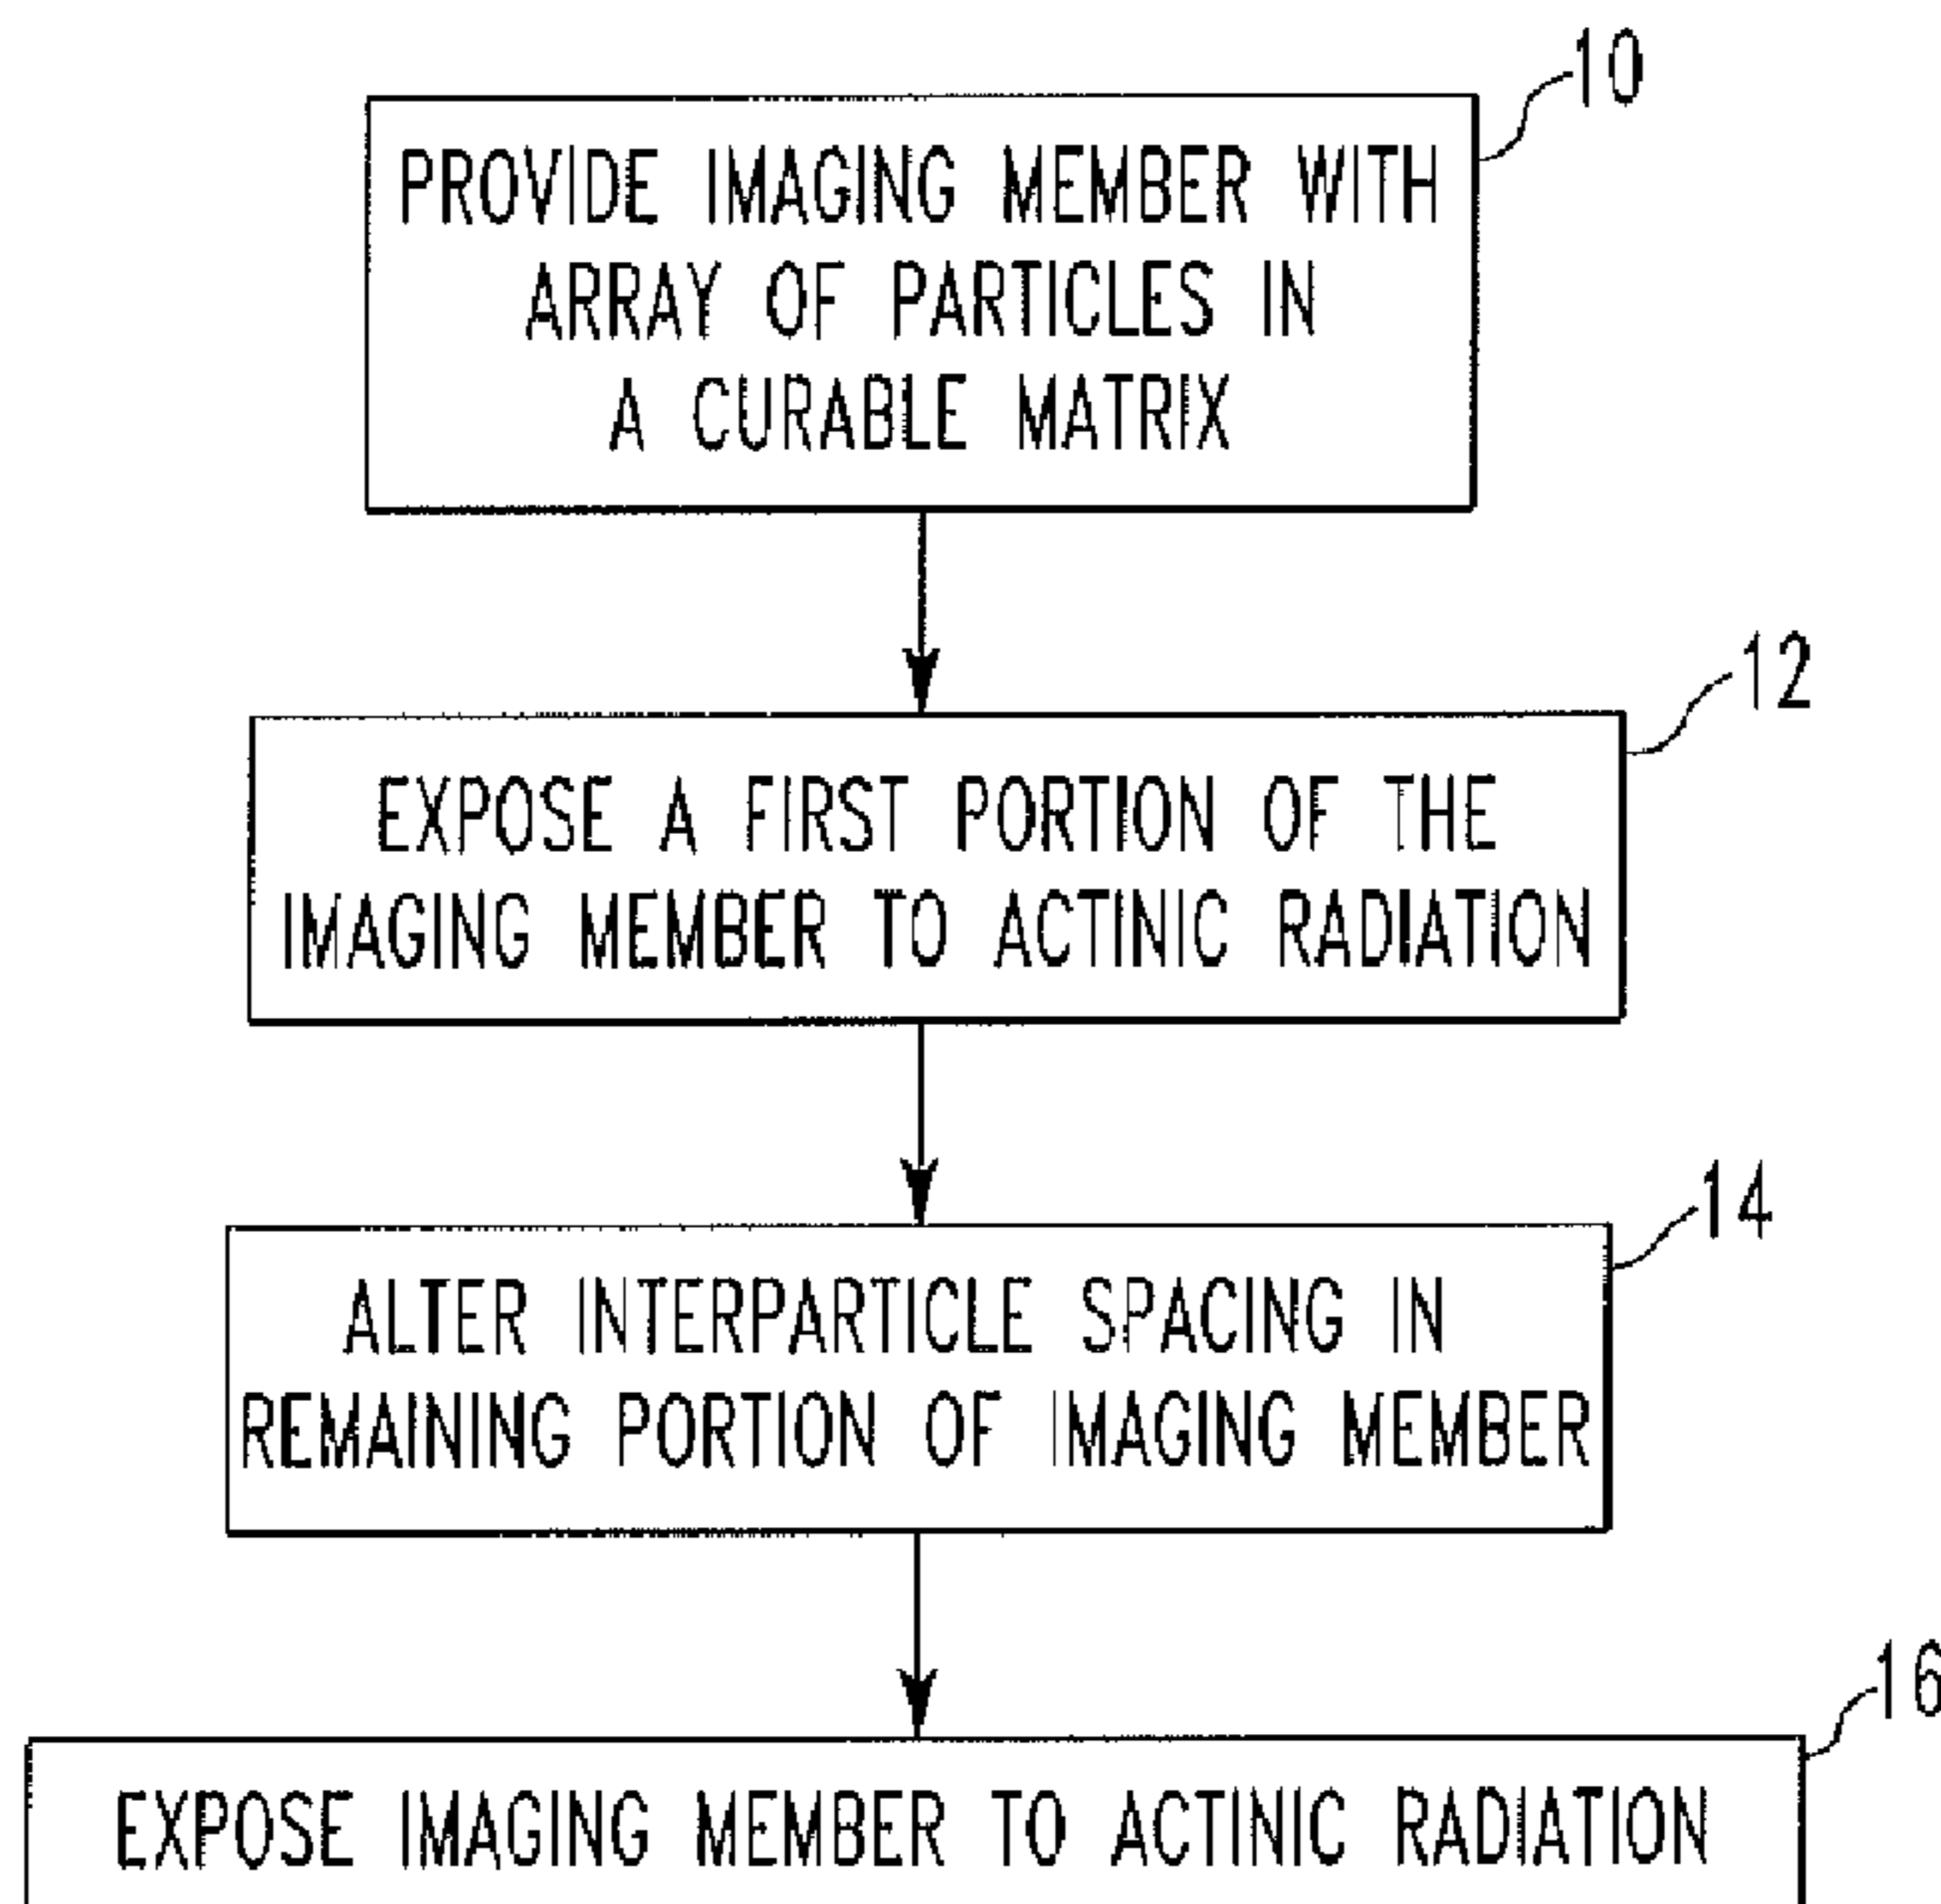 10
PROVIDE IMAGING MEMBER WITH
ARRAY OF PARTICLES IN
A CURABLE MATRIX
12
EXPOSE A FIRST PORTION OF THE
IMAGING MEMBER TO ACTINIC RADIATION
14
ALTER INTERPARTICLE SPACING IN
REMAINING PORTION OF IMAGING MEMBER
16
EXPOSE IMAGING MEMBER TO ACTINIC RADIATION